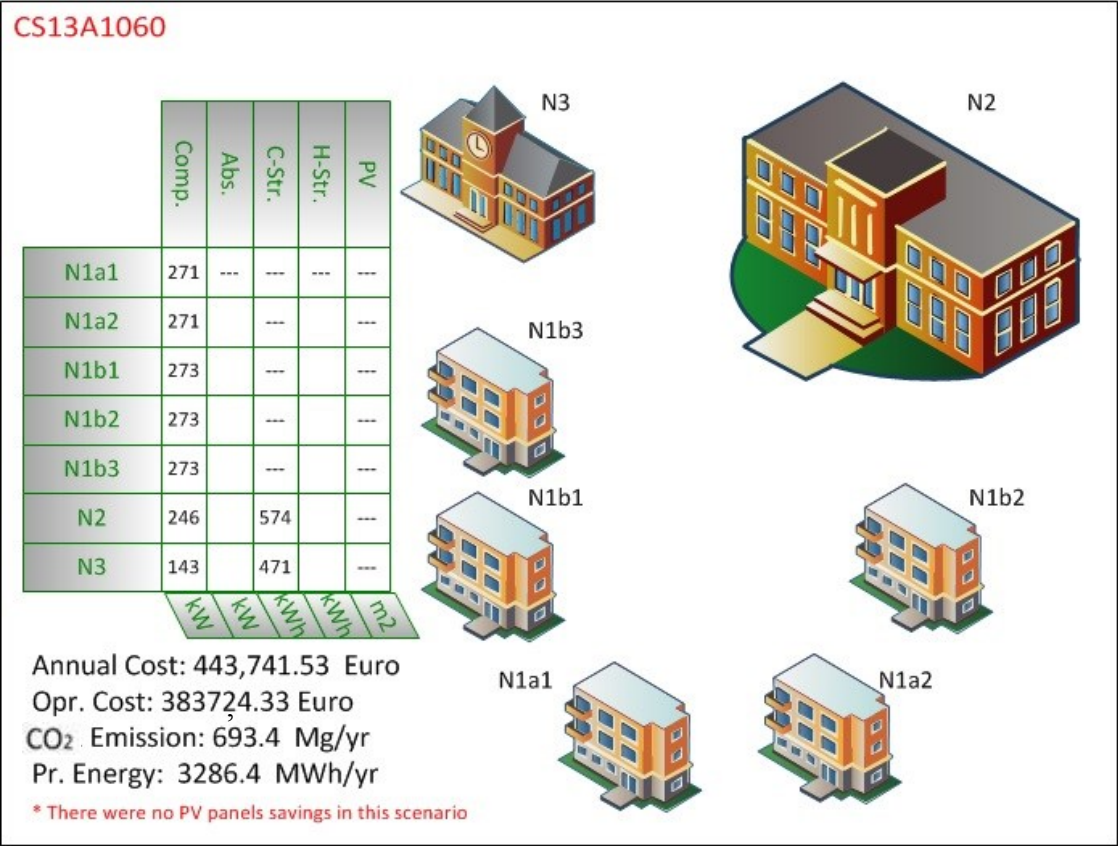 CS13A1060
Comp. Abs. C-Str. H-Str. PV
N1a1 271 --- --- --- ---
N1a2 271 --- ---
N1b1 273 --- ---
N1b2 273 --- ---
N1b3 273 --- ---
N2 246 574 ---
N3 143 471 ---
kW kW kWh kWh m2
Annual Cost: 443,741.53 Euro
Opr. Cost: 383724.33 Euro
,
CO2 Emission: 693.4 Mg/yr
Pr. Energy: 3286.4 MWh/yr
* There were no PV panels savings in this scenario
N3
N2
N1b3
N1b1
N1b2
N1a1
N1a2